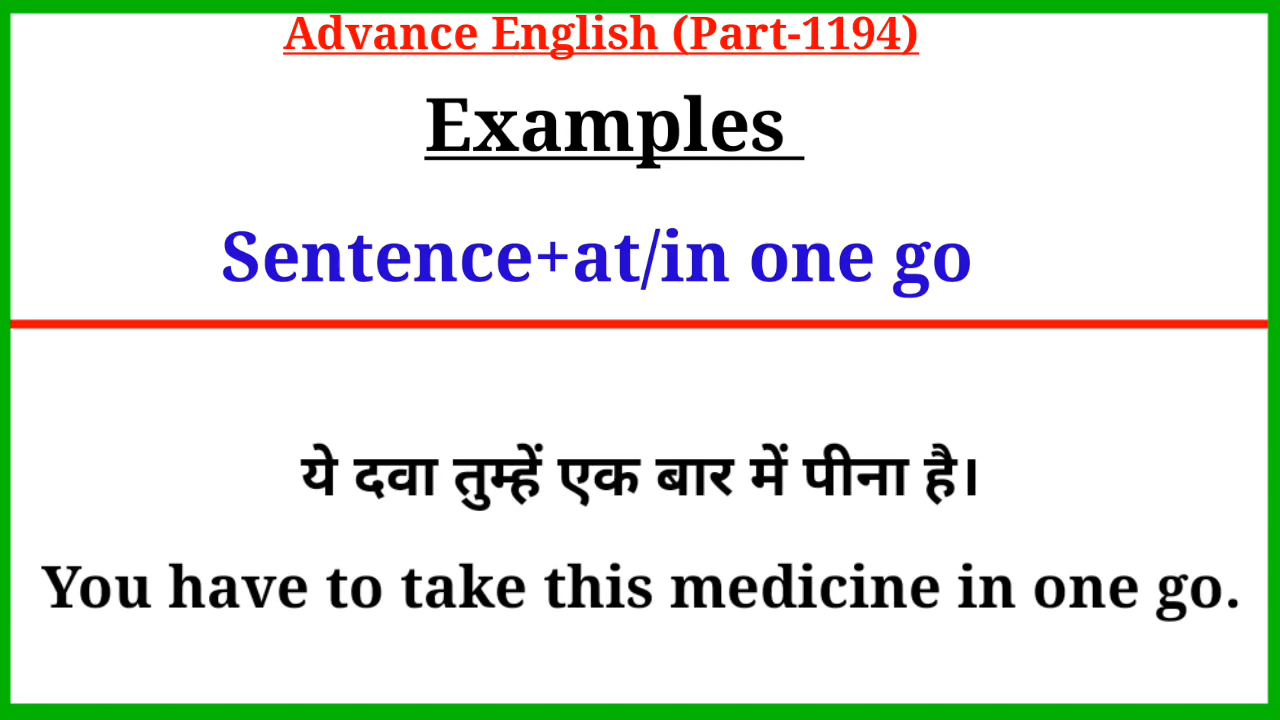 Advance English (Part-1194)
Examples
Sentence+at/in one go
ये दवा तुम्हें एक बार में पीना है।
You have to take this medicine in one go.